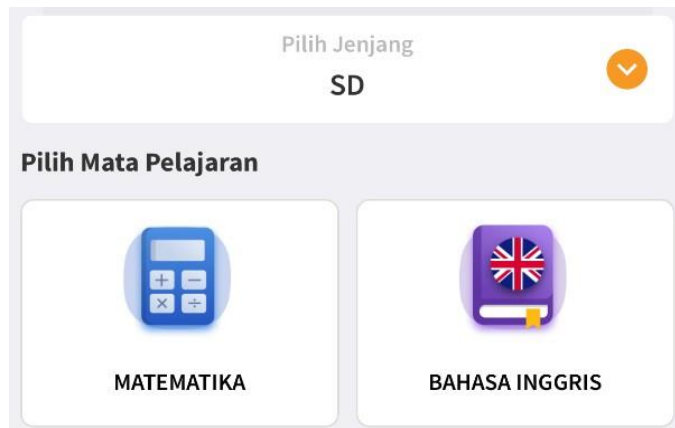 Pilih Jenjang
SD
Pilih Mata Pelajaran
MATEMATIKA
BAHASA INGGRIS